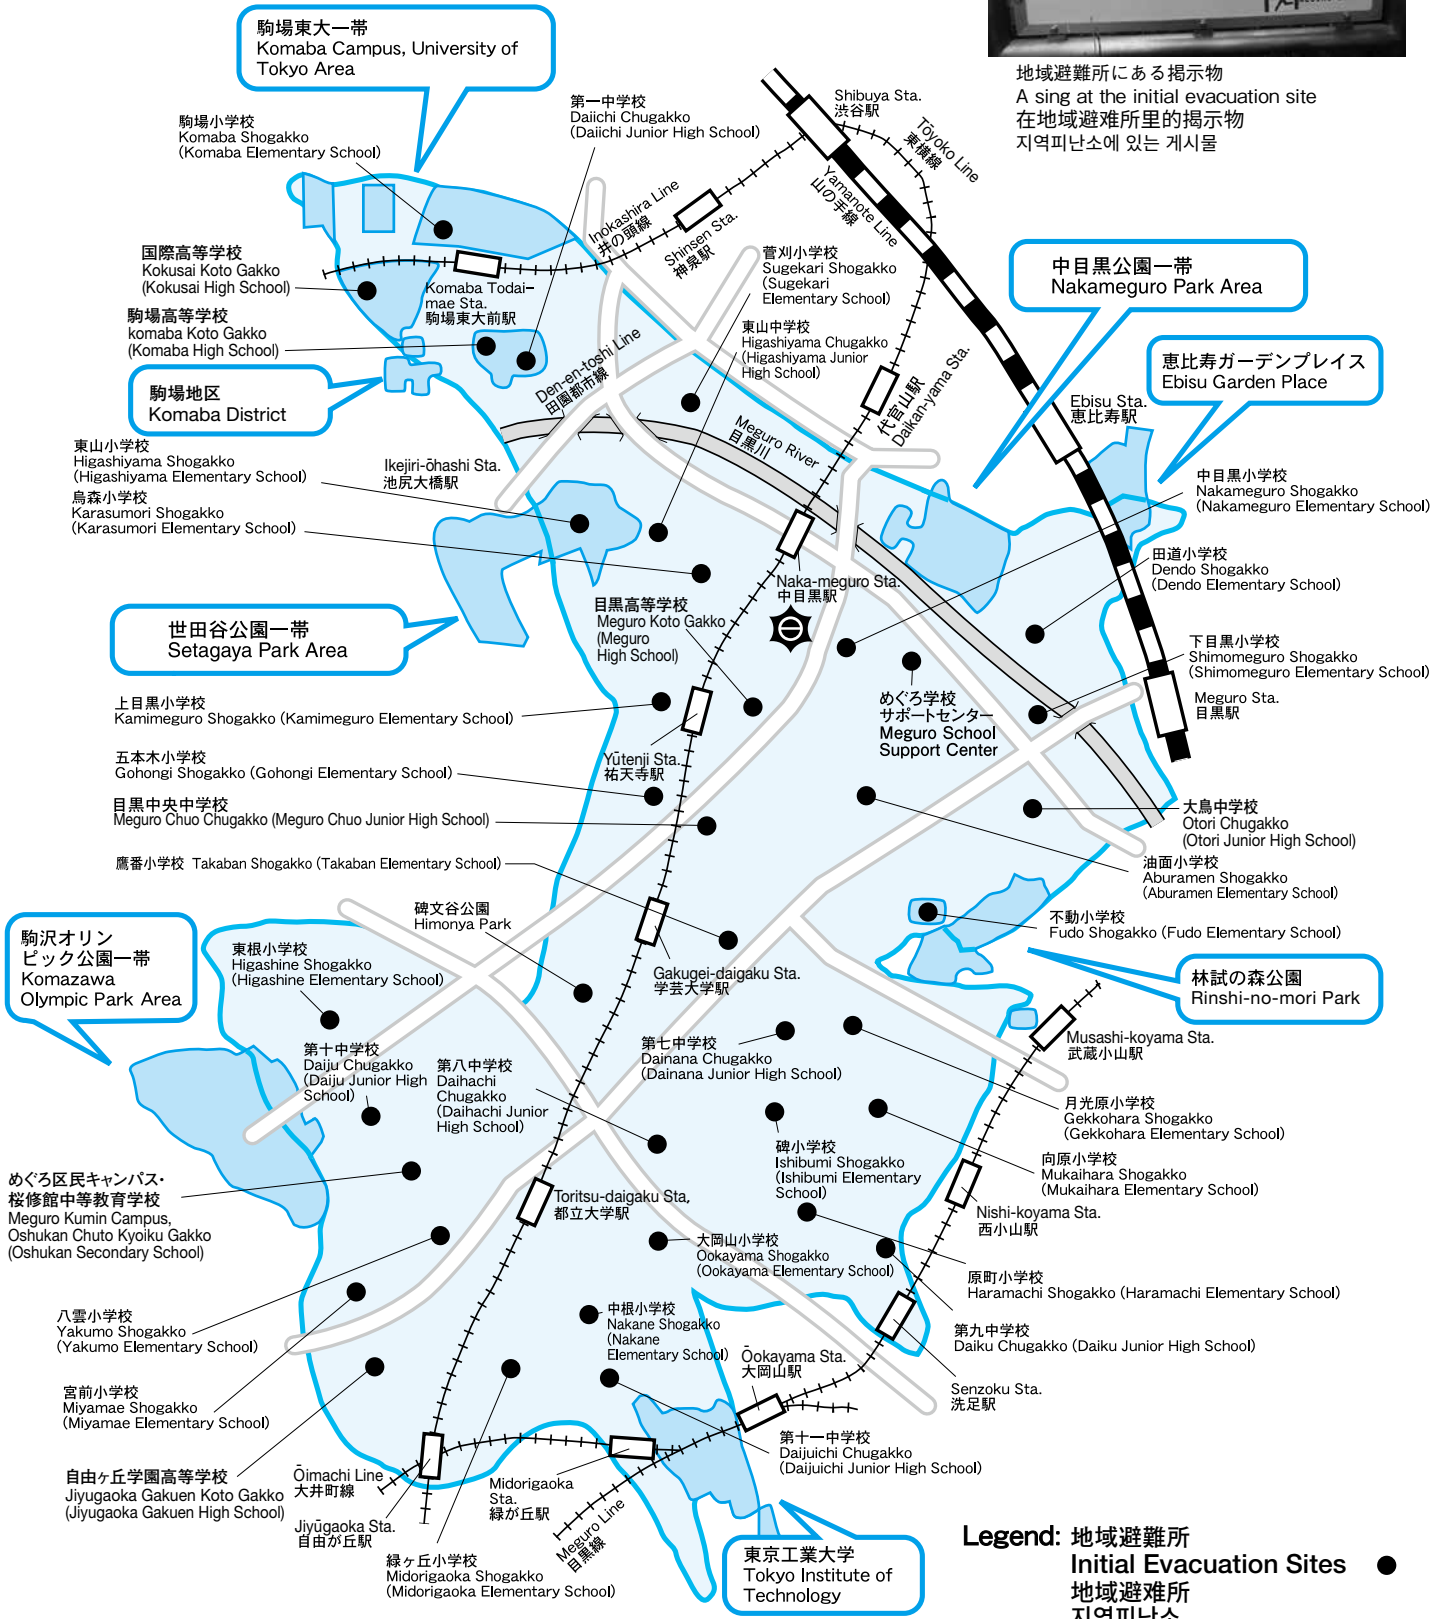 駒場東大一帯
Komaba Campus, University of
Tokyo Area
地域避難所にある掲示物
A sing at the initial evacuation site
在地域避难所里的揭示物
지역피난소에 있는 게시물
駒場小学校
Komaba Shogakko
(Komaba Elementary School)
第一中学校
Daiichi Chugakko
(Daiichi Junior High School)
Shibuya Sta.
渋谷駅
Tōyoko Line
東横線
Yamanote Line
山の手線
Inokashira Line
井の頭線
Shinsen Sta.
神泉駅
国際高等学校
Kokusai Koto Gakko
(Kokusai High School)
Komaba Todai-
mae Sta.
駒場東大前駅
菅刈小学校
Sugekari Shogakko
(Sugekari
Elementary School)
中目黒公園一帯
Nakameguro Park Area
駒場高等学校
komaba Koto Gakko
(Komaba High School)
東山中学校
Higashiyama Chugakko
(Higashiyama Junior
High School)
Den-en-toshi Line
田園都市線
代官山駅
Daikan-yama Sta.
恵比寿ガーデンプレイス
Ebisu Garden Place
駒場地区
Komaba District
Ebisu Sta.
恵比寿駅
Meguro River
目黒川
東山小学校
Higashiyama Shogakko
(Higashiyama Elementary School)
Ikejiri-ōhashi Sta.
池尻大橋駅
烏森小学校
Karasumori Shogakko
(Karasumori Elementary School)
中目黒小学校
Nakameguro Shogakko
(Nakameguro Elementary School)
田道小学校
Dendo Shogakko
(Dendo Elementary School)
Naka-meguro Sta.
中目黒駅
世田谷公園一帯
Setagaya Park Area
目黒高等学校
Meguro Koto Gakko
(Meguro
High School)
下目黒小学校
Shimomeguro Shogakko
(Shimomeguro Elementary School)
めぐろ学校
サポートセンター
Meguro School
Support Center
Meguro Sta.
目黒駅
上目黒小学校
Kamimeguro Shogakko (Kamimeguro Elementary School)
Yūtenji Sta.
祐天寺駅
五本木小学校
Gohongi Shogakko (Gohongi Elementary School)
目黒中央中学校
Meguro Chuo Chugakko (Meguro Chuo Junior High School)
大鳥中学校
Otori Chugakko
(Otori Junior High School)
鷹番小学校 Takaban Shogakko (Takaban Elementary School)
油面小学校
Aburamen Shogakko
(Aburamen Elementary School)
碑文谷公園
Himonya Park
不動小学校
Fudo Shogakko (Fudo Elementary School)
駒沢オリン
ピック公園一帯
Komazawa
Olympic Park Area
東根小学校
Higashine Shogakko
(Higashine Elementary School)
Gakugei-daigaku Sta.
学芸大学駅
林試の森公園
Rinshi-no-mori Park
第十中学校
Daiju Chugakko
(Daiju Junior High
School)
第八中学校
Daihachi
Chugakko
(Daihachi Junior
High School)
第七中学校
Dainana Chugakko
(Dainana Junior High School)
Musashi-koyama Sta.
武蔵小山駅
月光原小学校
Gekkohara Shogakko
(Gekkohara Elementary School)
碑小学校
Ishibumi Shogakko
(Ishibumi Elementary
School)
向原小学校
Mukaihara Shogakko
(Mukaihara Elementary School)
めぐろ区民キャンパス・
桜修館中等教育学校
Meguro Kumin Campus,
Oshukan Chuto Kyoiku Gakko
(Oshukan Secondary School)
Toritsu-daigaku Sta,
都立大学駅
Nishi-koyama Sta.
西小山駅
大岡山小学校
Ookayama Shogakko
(Ookayama Elementary School)
原町小学校
Haramachi Shogakko (Haramachi Elementary School)
八雲小学校
Yakumo Shogakko
(Yakumo Elementary School)
中根小学校
Nakane Shogakko
(Nakane
Elementary School)
第九中学校
Daiku Chugakko (Daiku Junior High School)
Ōokayama Sta.
大岡山駅
宮前小学校
Miyamae Shogakko
(Miyamae Elementary School)
Senzoku Sta.
洗足駅
第十一中学校
Daijuichi Chugakko
(Daijuichi Junior High School)
自由ヶ丘学園高等学校
Jiyugaoka Gakuen Koto Gakko
(Jiyugaoka Gakuen High School)
Ōimachi Line
大井町線
Midorigaoka
Sta.
緑が丘駅
Jiyūgaoka Sta.
自由が丘駅
Meguro Line
目黒線
緑ヶ丘小学校
Midorigaoka Shogakko
(Midorigaoka Elementary School)
東京工業大学
Tokyo Institute of
Technology
Legend: 地域避難所
Initial Evacuation Sites
地域避难所
지역피난소